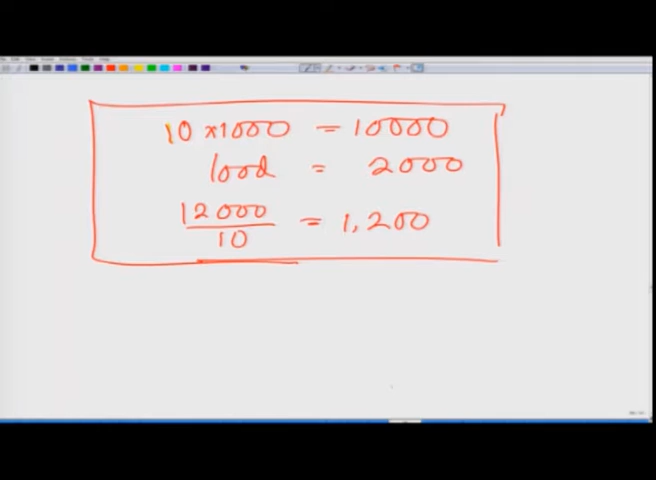 10 x 1000 = 10000
load = 2000
12000/10 = 1,200